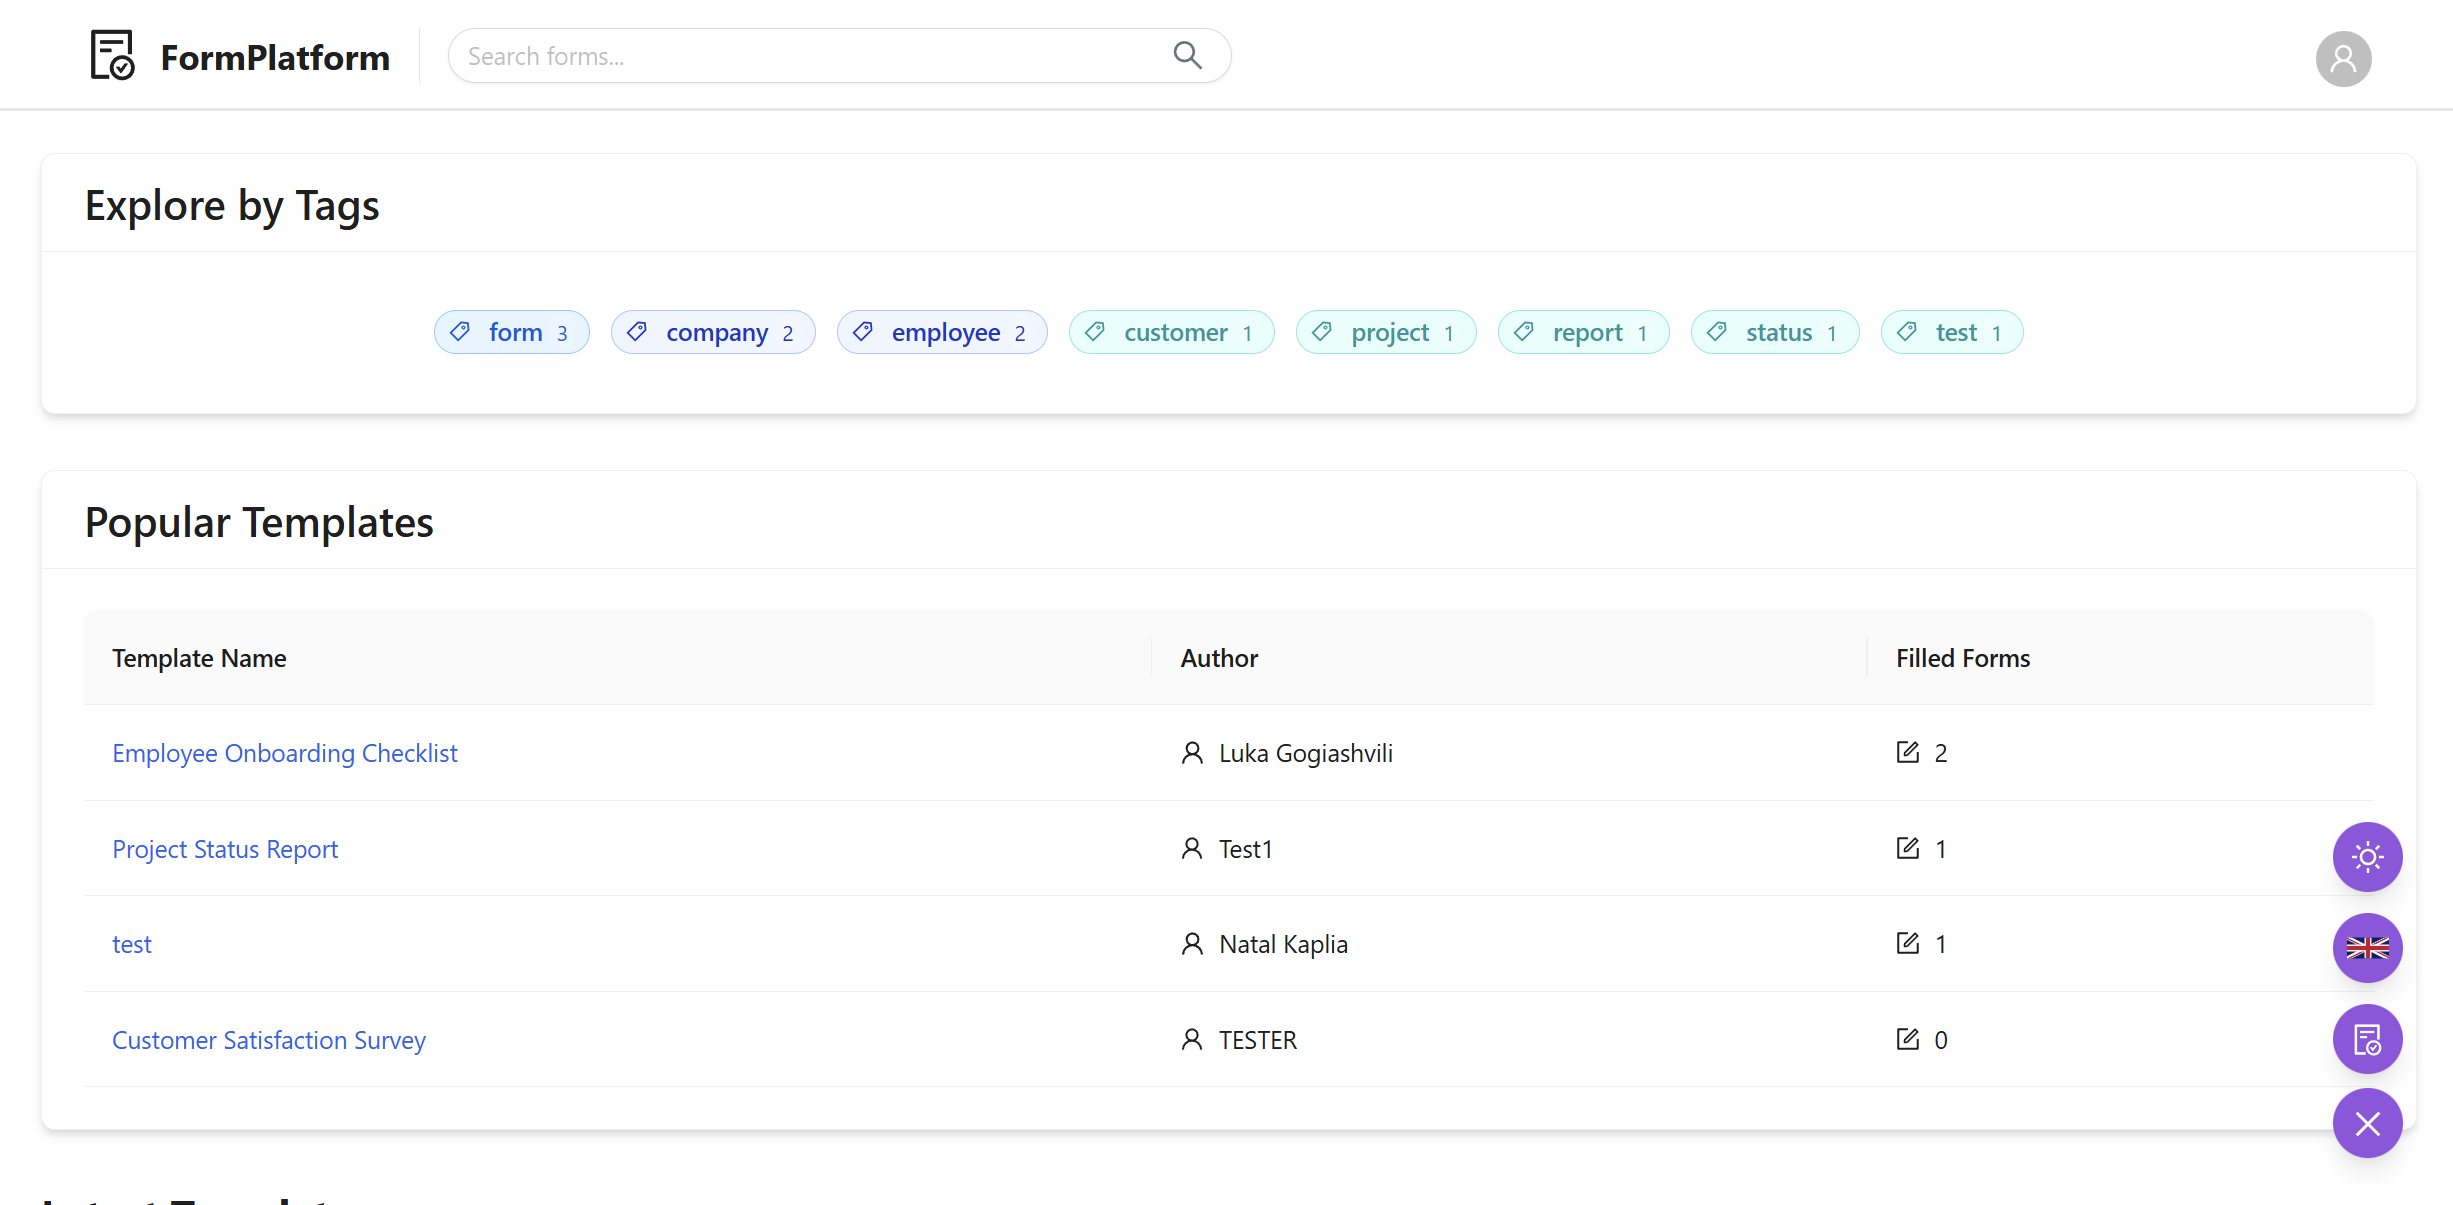 FormPlatform
Search forms...
Explore by Tags
form 3 company 2 employee 2 customer 1 project 1 report 1 status 1 test 1
Popular Templates
Template Name Author Filled Forms
Employee Onboarding Checklist Luka Gogiashvili 2
Project Status Report Test1 1
test Natal Kaplia 1
Customer Satisfaction Survey TESTER 0